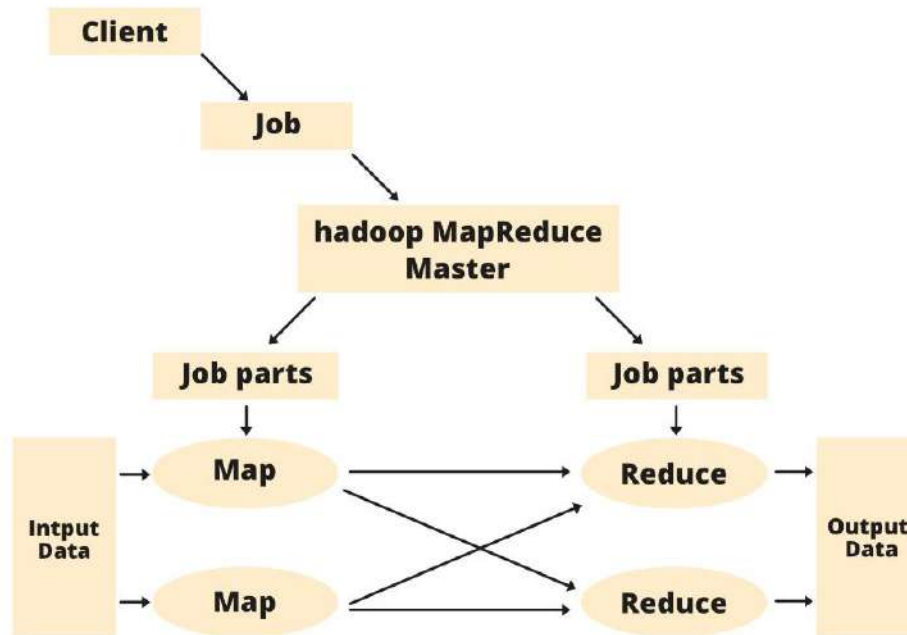 Client
Job
hadoop MapReduce
Master
Job parts
Job parts
Map
Reduce
Intput
Data
Output
Data
Map
Reduce